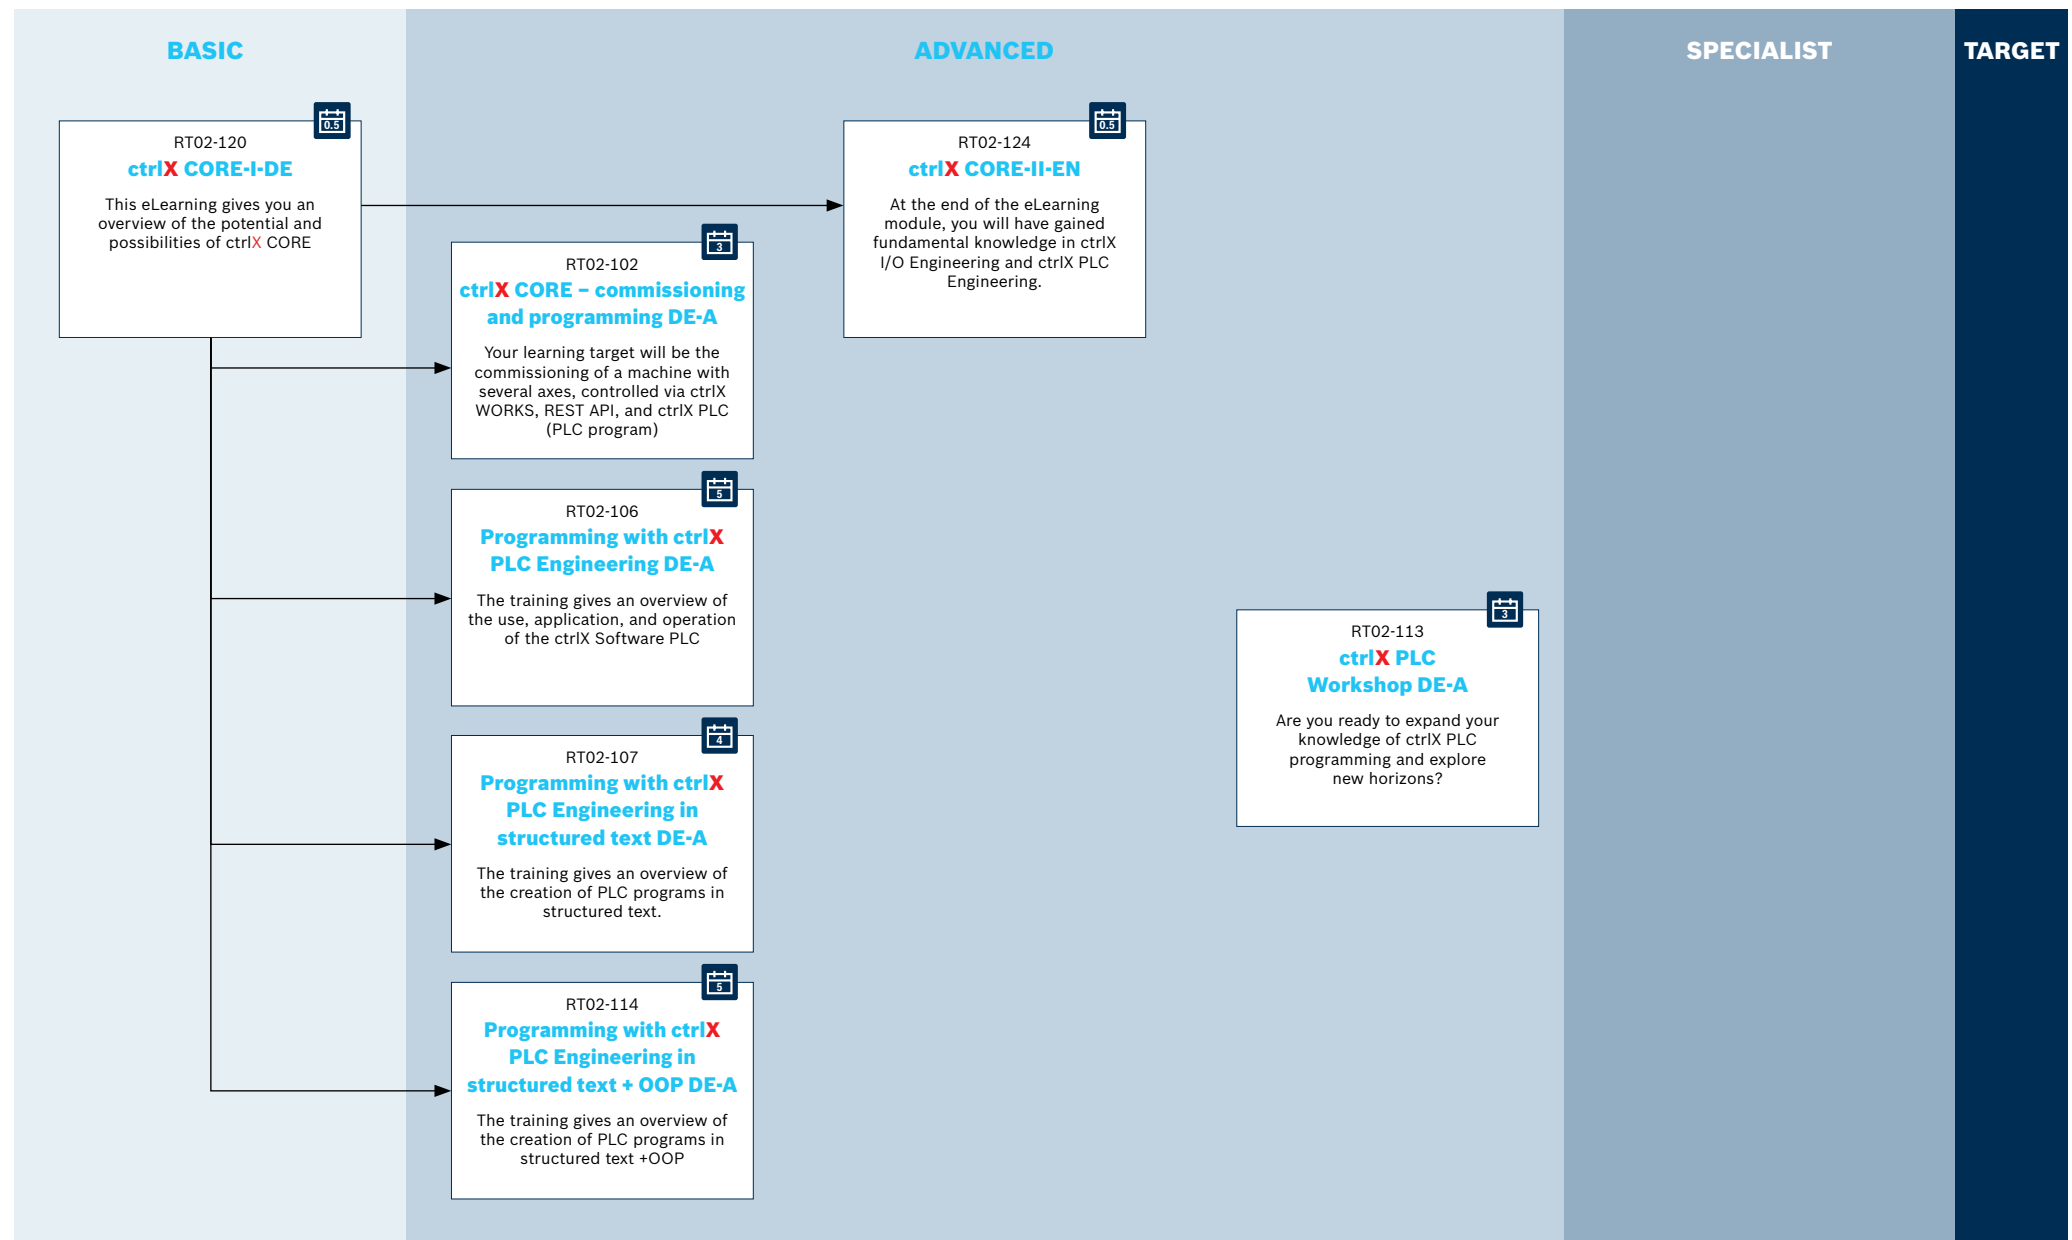 BASIC
ADVANCED
SPECIALIST
TARGET
0.5
RT02-120
ctrlX CORE-I-DE
This eLearning gives you an
overview of the potential and
possibilities of ctrlX CORE
0.5
RT02-124
ctrlX CORE-II-EN
At the end of the eLearning
module, you will have gained
fundamental knowledge in ctrlX
I/O Engineering and ctrlX PLC
Engineering.
3
RT02-102
ctrlX CORE – commissioning
and programming DE-A
Your learning target will be the
commissioning of a machine with
several axes, controlled via ctrlX
WORKS, REST API, and ctrlX PLC
(PLC program)
5
RT02-106
Programming with ctrlX
PLC Engineering DE-A
The training gives an overview of
the use, application, and operation
of the ctrlX Software PLC
3
RT02-113
ctrlX PLC
Workshop DE-A
Are you ready to expand your
knowledge of ctrlX PLC
programming and explore
new horizons?
4
RT02-107
Programming with ctrlX
PLC Engineering in
structured text DE-A
The training gives an overview of
the creation of PLC programs in
structured text.
5
RT02-114
Programming with ctrlX
PLC Engineering in
structured text + OOP DE-A
The training gives an overview of
the creation of PLC programs in
structured text +OOP